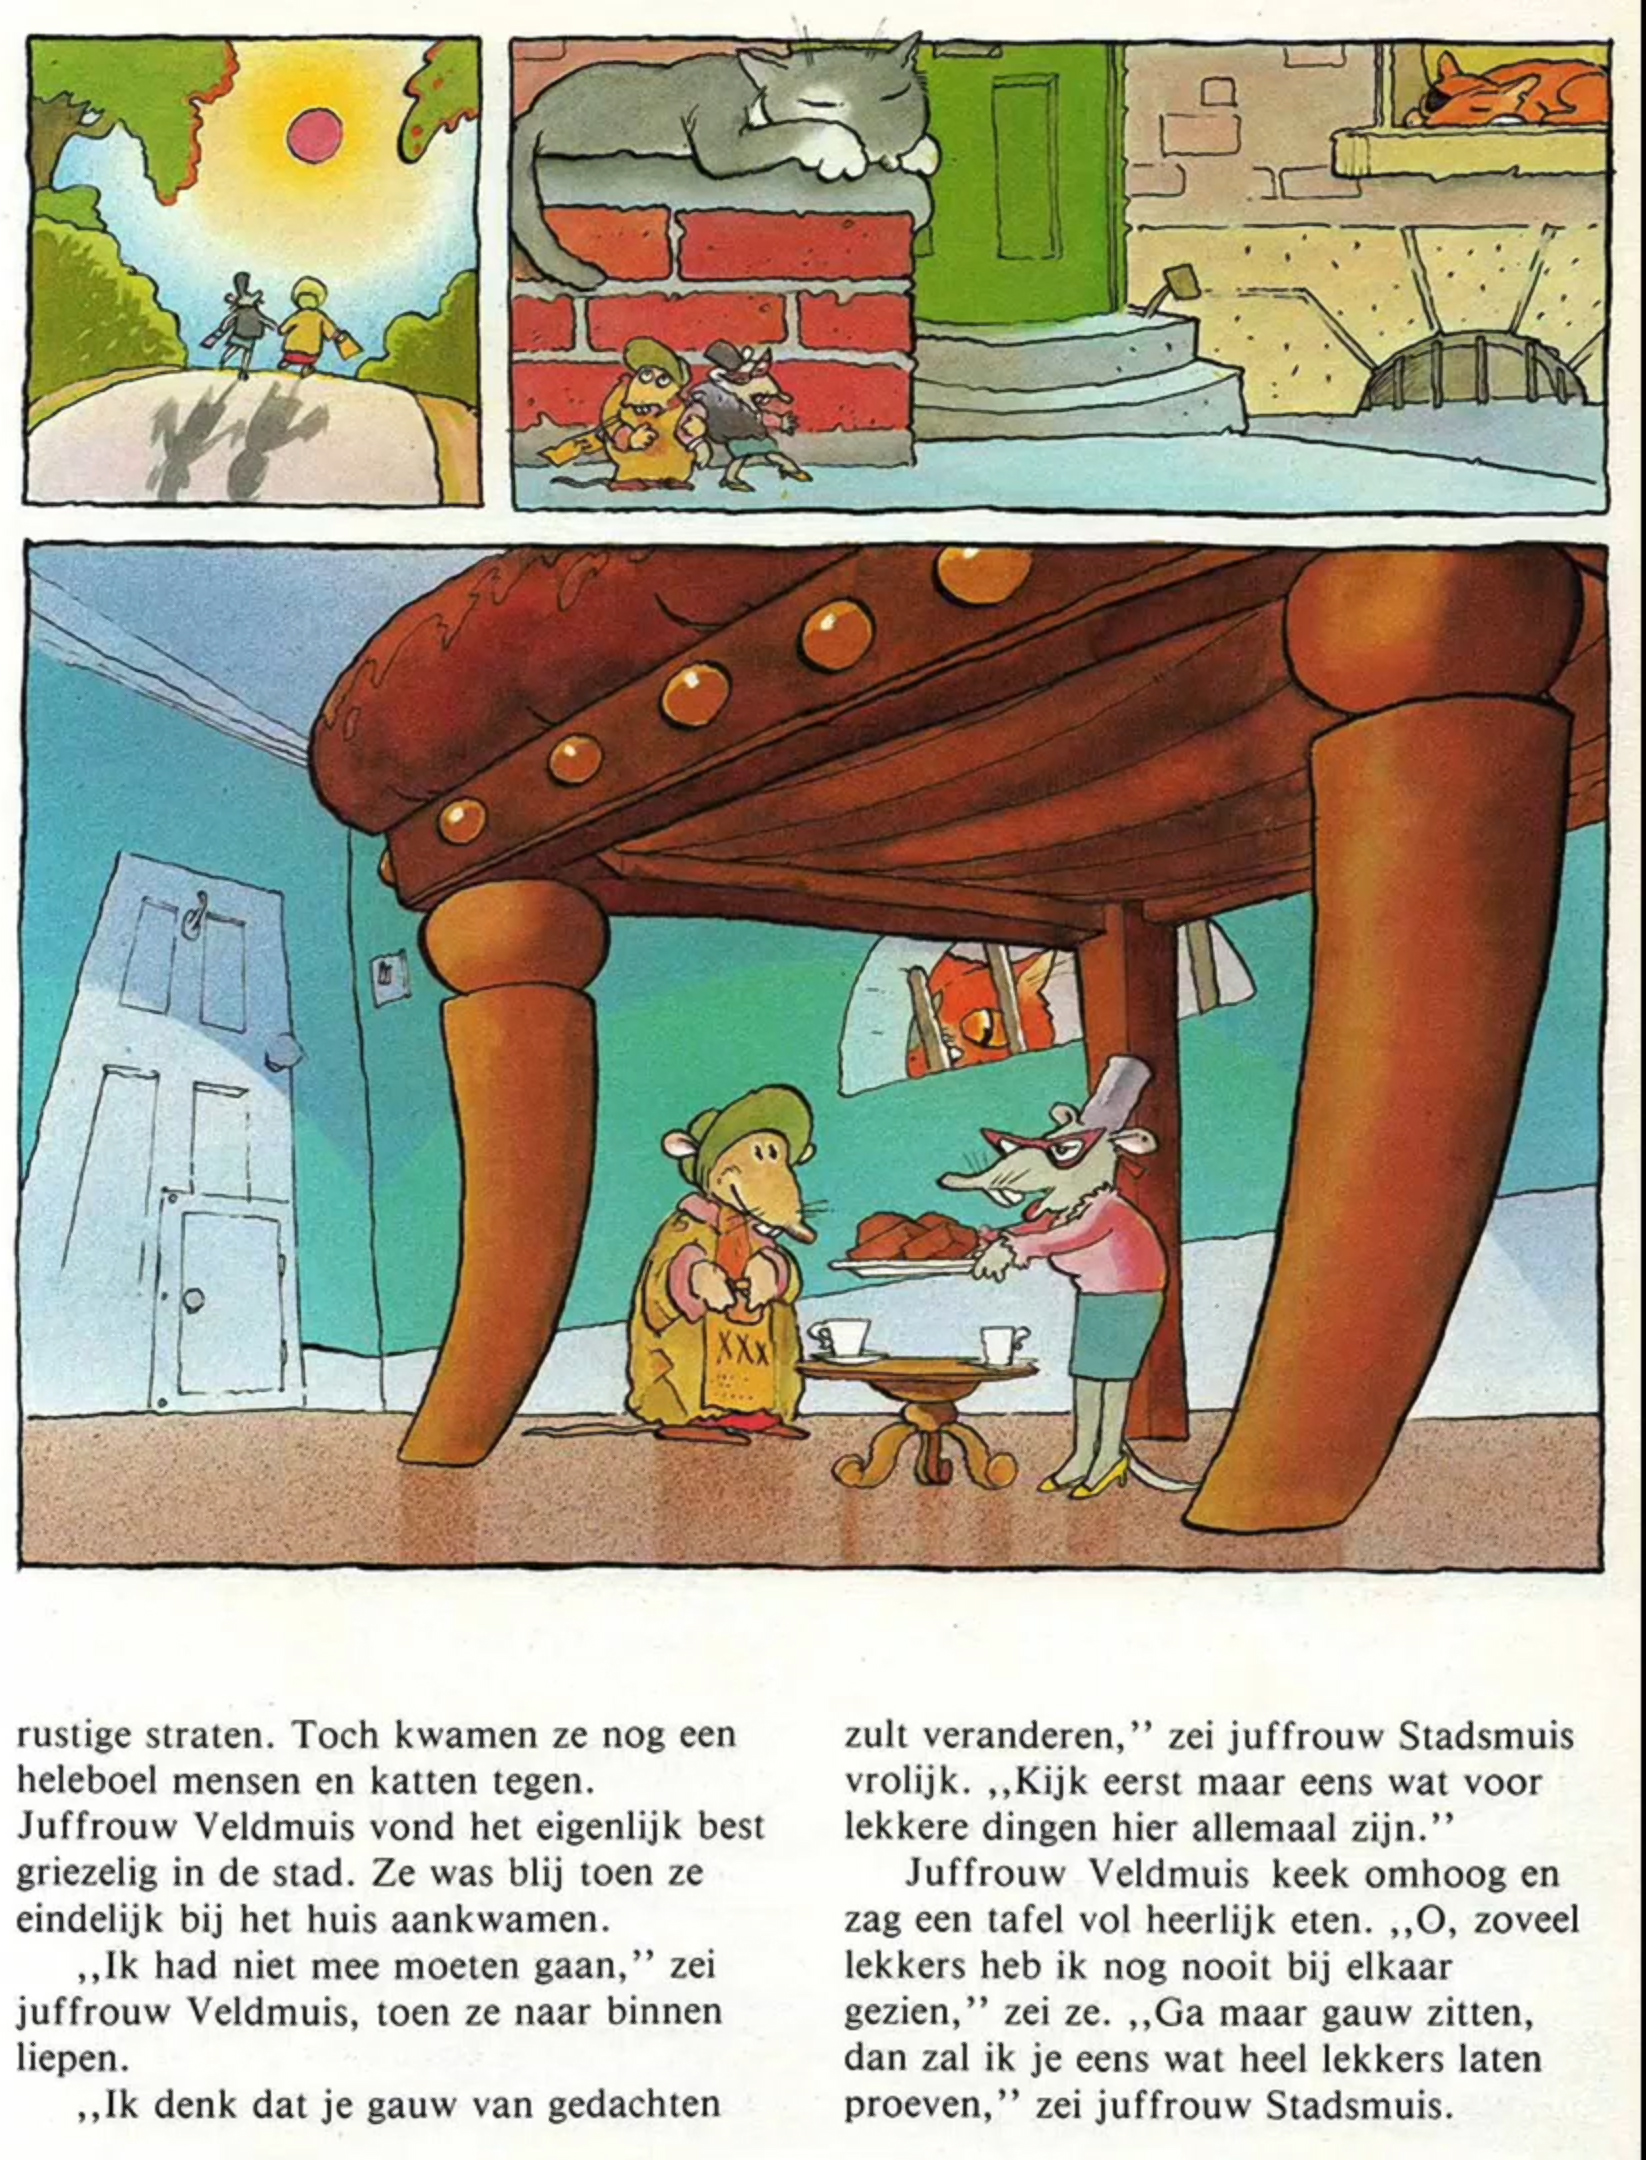 XXX
rustige straten. Toch kwamen ze nog een
heleboel mensen en katten tegen.
Juffrouw Veldmuis vond het eigenlijk best
griezelig in de stad. Ze was blij toen ze
eindelijk bij het huis aankwamen.
,,Ik had niet mee moeten gaan,’’ zei
juffrouw Veldmuis, toen ze naar binnen
liepen.
,,Ik denk dat je gauw van gedachten
zult veranderen,’’ zei juffrouw Stadsmuis
vrolijk. ,,Kijk eerst maar eens wat voor
lekkere dingen hier allemaal zijn.’’
Juffrouw Veldmuis keek omhoog en
zag een tafel vol heerlijk eten. ,,O, zoveel
lekkers heb ik nog nooit bij elkaar
gezien,’’ zei ze. ,,Ga maar gauw zitten,
dan zal ik je eens wat heel lekkers laten
proeven,’’ zei juffrouw Stadsmuis.